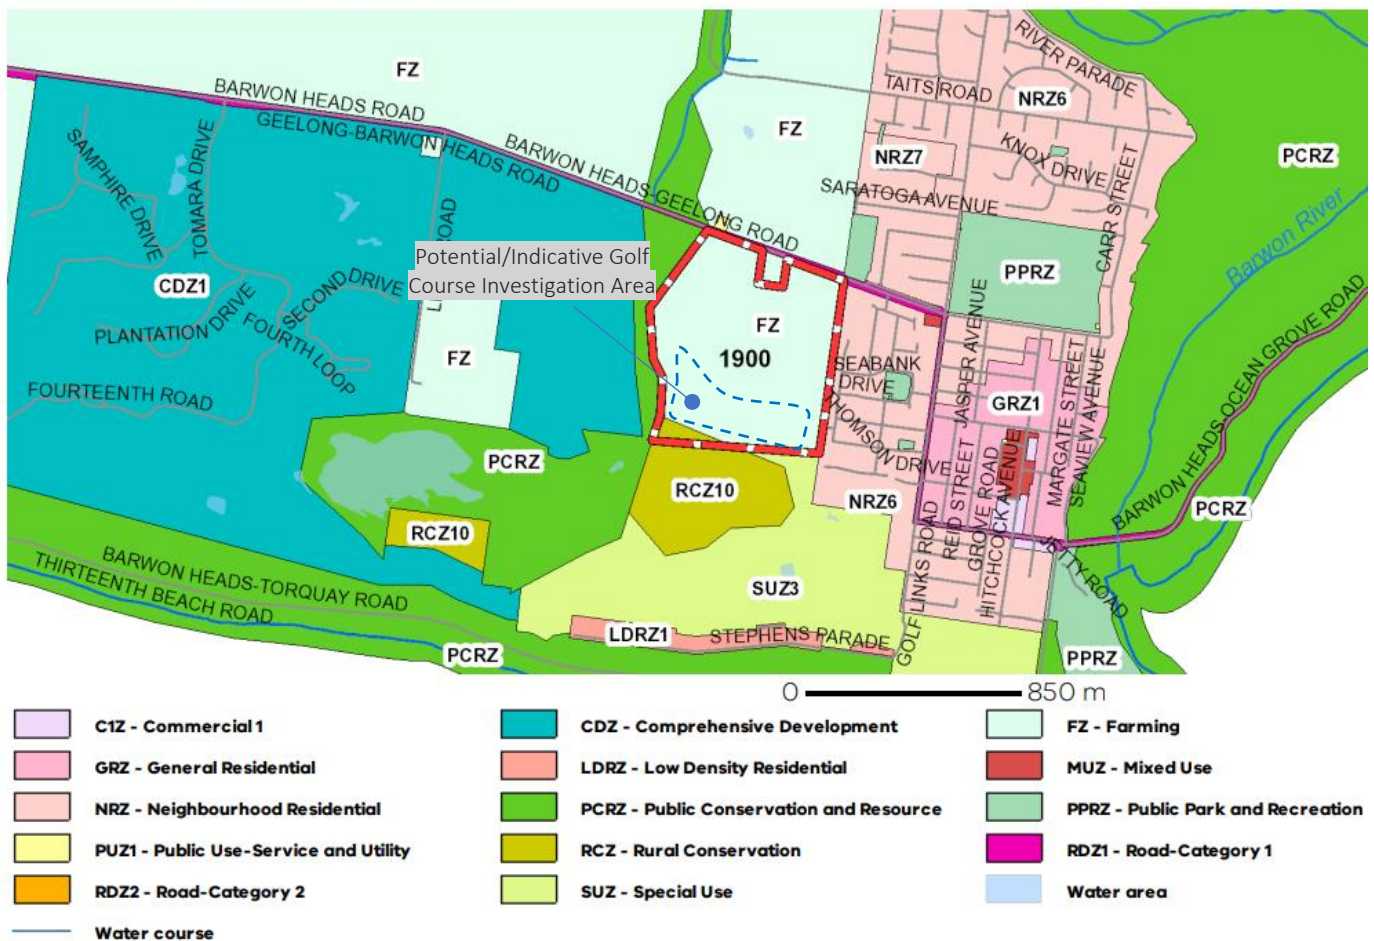 FZ
RIVER PARADE
BARWON HEADS ROAD
TAITS ROAD
NRZ6
GEELONG-BARWON HEADS ROAD
FZ
BARWON HEADS-GEELONG ROAD
KNOX DRIVE
PCRZ
NRZ7
SAMPHIRE DRIVE
TOMARA DRIVE
SARATOGA AVENUE
CARR STREET
Barwon River
ROAD
Potential/Indicative Golf
Course Investigation Area
PPRZ
CDZ1
SECOND DRIVE
PLANTATION DRIVE
FOURTH LOOP
FZ
FZ
1900
SEABANK
DRIVE
JASPER AVENUE
FOURTEENTH ROAD
GRZ1
MARGATE STREET
SEAVIEW AVENUE
BARWON HEADS-OCEAN GROVE ROAD
THOMSON DRIVE
PCRZ
RCZ10
NRZ6
REID STREET
GROVE ROAD
HITCHCOCK AVENUE
PCRZ
RCZ10
GOLF LINKS ROAD
BARWON HEADS-TORQUAY ROAD
THIRTEENTH BEACH ROAD
SUZ3
LDRZ1
STEPHENS PARADE
PCRZ
PPRZ
0 850 m
C1Z - Commercial 1
CDZ - Comprehensive Development
FZ - Farming
GRZ - General Residential
LDRZ - Low Density Residential
MUZ - Mixed Use
NRZ - Neighbourhood Residential
PCRZ - Public Conservation and Resource
PPRZ - Public Park and Recreation
PUZ1 - Public Use-Service and Utility
RCZ - Rural Conservation
RDZ1 - Road-Category 1
RDZ2 - Road-Category 2
SUZ - Special Use
Water area
Water course